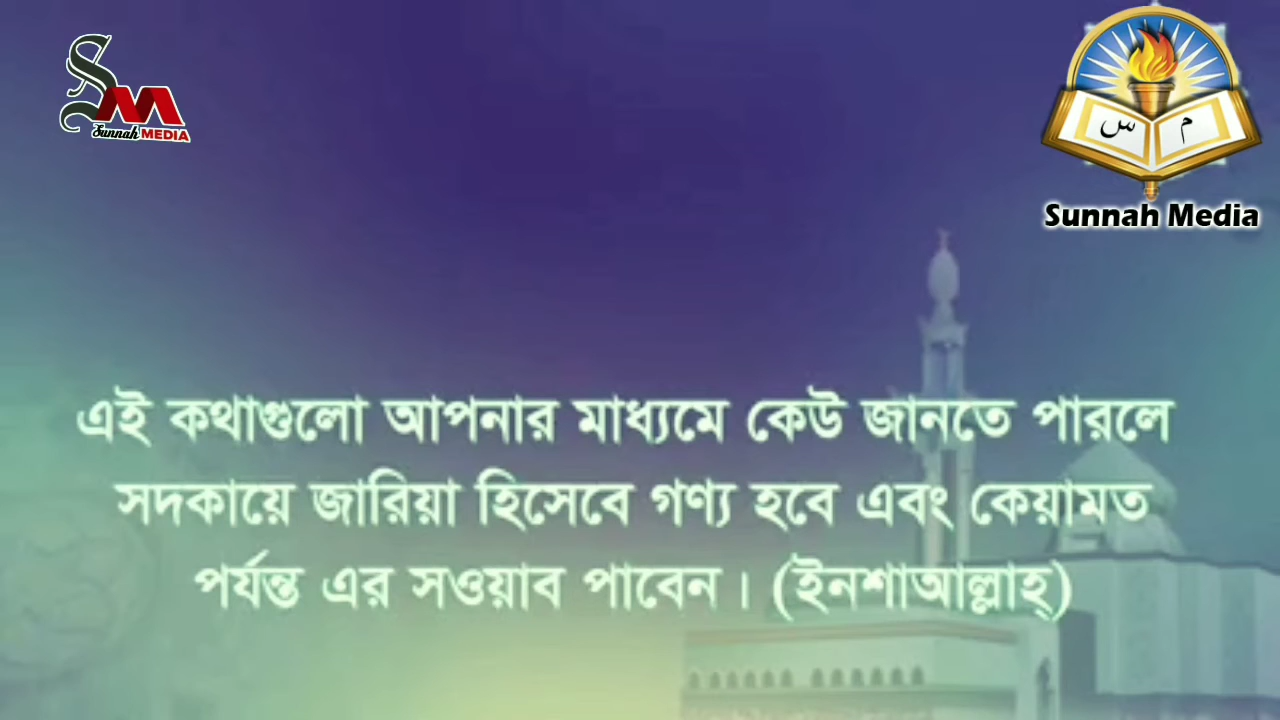 SM
Sunnah MEDIA
س م
Sunnah Media
এই কথাগুলো আপনার মাধ্যমে কেউ জানতে পারলে
সদকায়ে জারিয়া হিসেবে গণ্য হবে এবং কেয়ামত
পর্যন্ত এর সওয়াব পাবেন। (ইনশাআল্লাহ্)